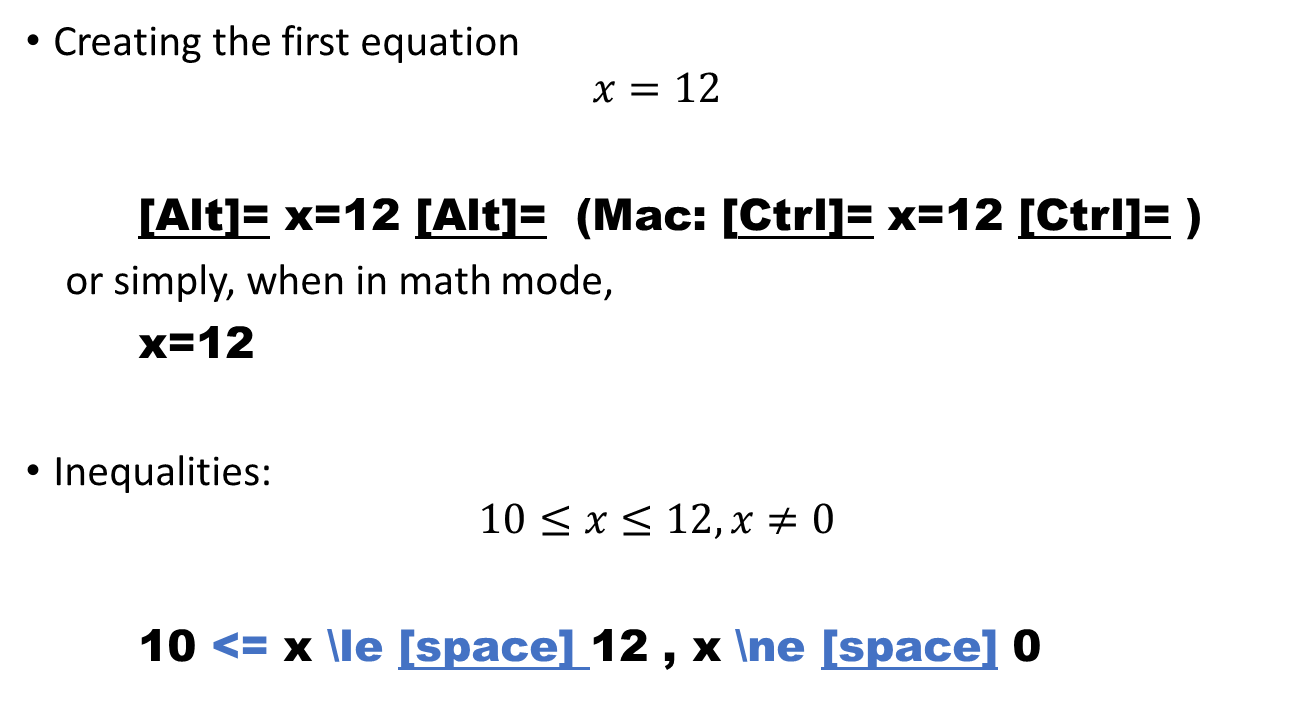 • Creating the first equation
𝑥 = 12
[Alt]= x=12 [Alt]= (Mac: [Ctrl]= x=12 [Ctrl]= )
or simply, when in math mode,
x=12
• Inequalities:
10 ≤ 𝑥 ≤ 12, 𝑥 ≠ 0
10 <= x \le [space] 12 , x \ne [space] 0